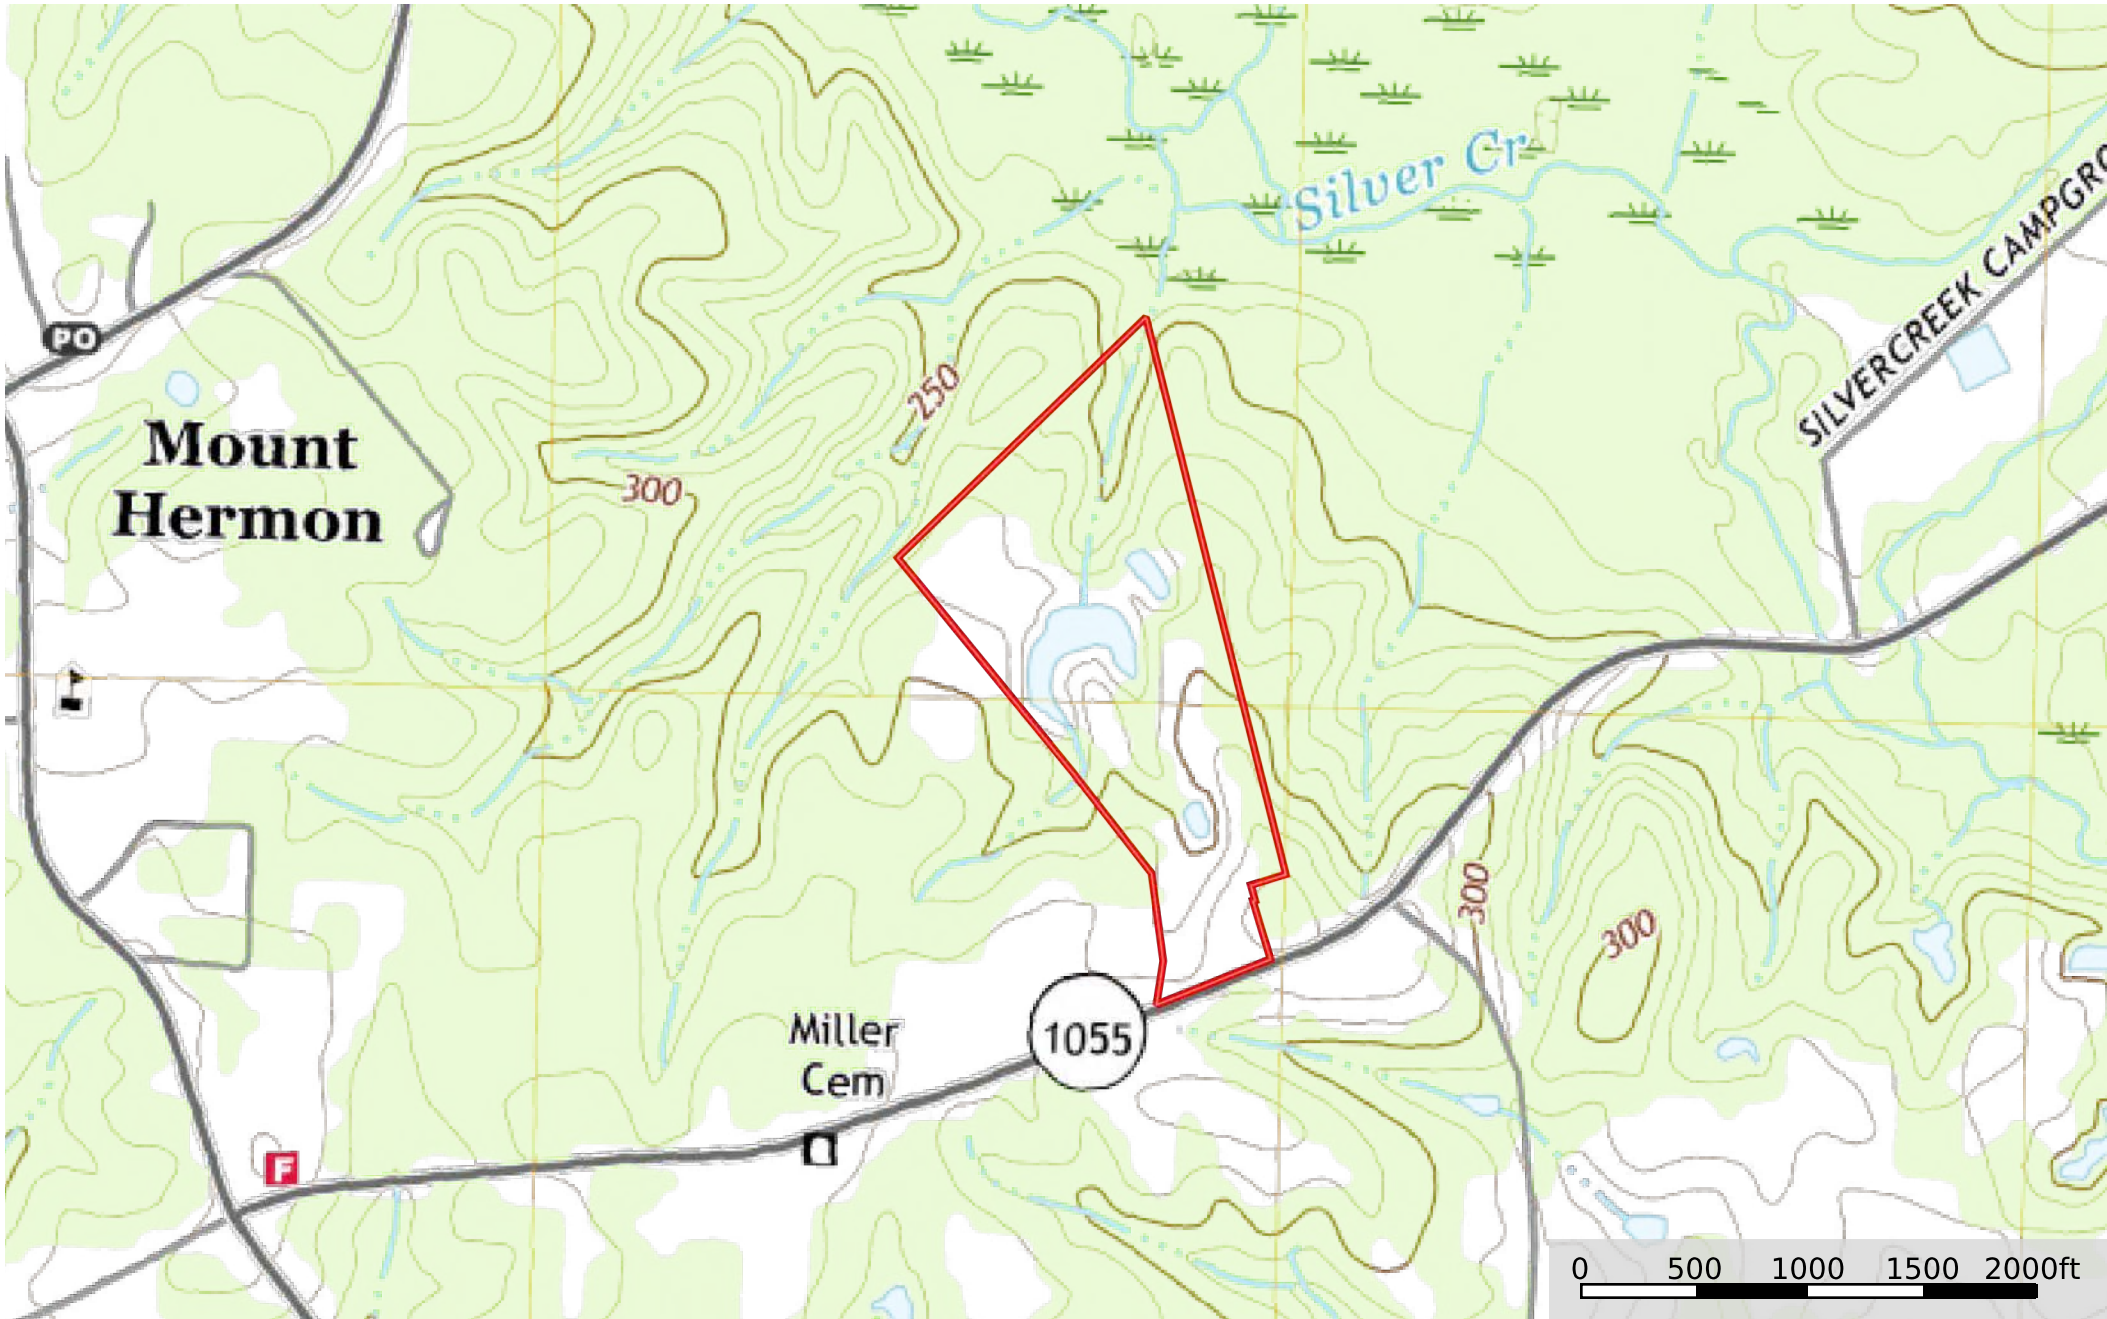 Silver Cr
SILVERCREEK CAMPGRO
PO
250
Mount
Hermon
300
300
300
Miller
Cem
1055
F
0 500 1000 1500 2000ft